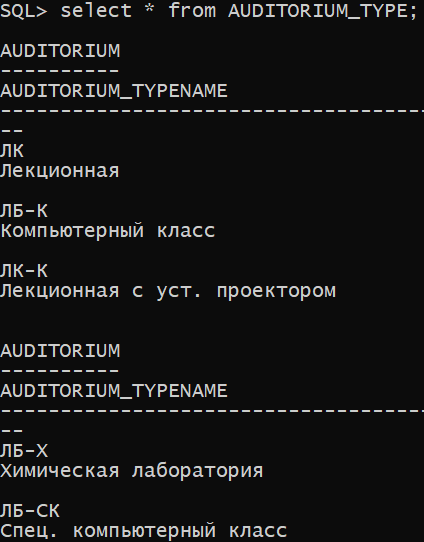 SQL> select * from AUDITORIUM_TYPE;
AUDITORIUM
----------
AUDITORIUM_TYPENAME
------------------------------------
--
ЛК
Лекционная
ЛБ-К
Компьютерный класс
ЛК-К
Лекционная с уст. проектором
AUDITORIUM
----------
AUDITORIUM_TYPENAME
------------------------------------
--
ЛБ-Х
Химическая лаборатория
ЛБ-СК
Спец. компьютерный класс